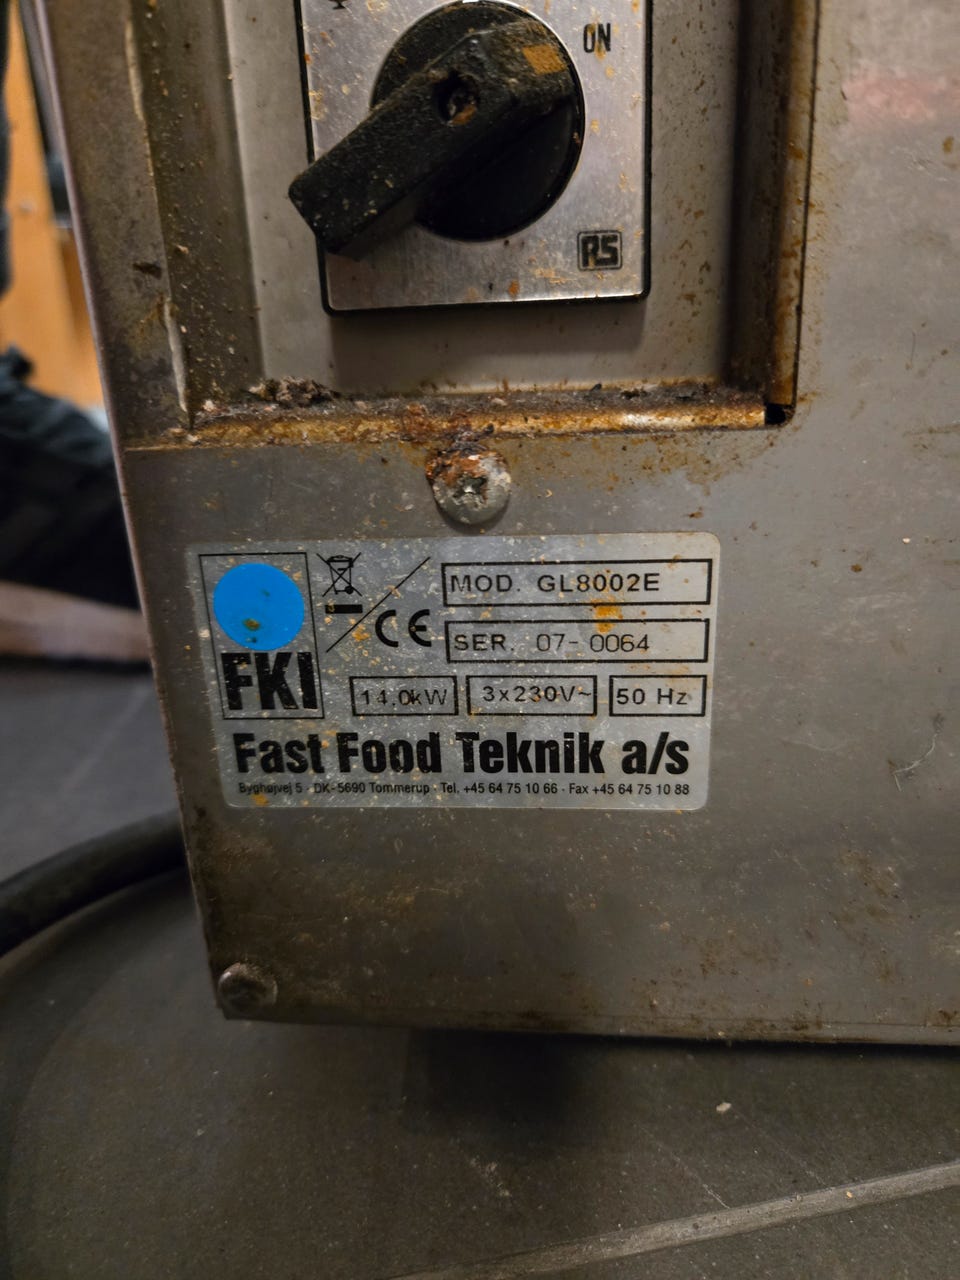 ON
RS
MOD. GL8002E
CE
SER. 07-0064
FKI
14.0kW
3x230V~
50 Hz
Fast Food Teknik a/s
Byghøjvej 5 · DK-5690 Tommerup · Tel. +45 64 75 10 66 · Fax +45 64 75 10 88